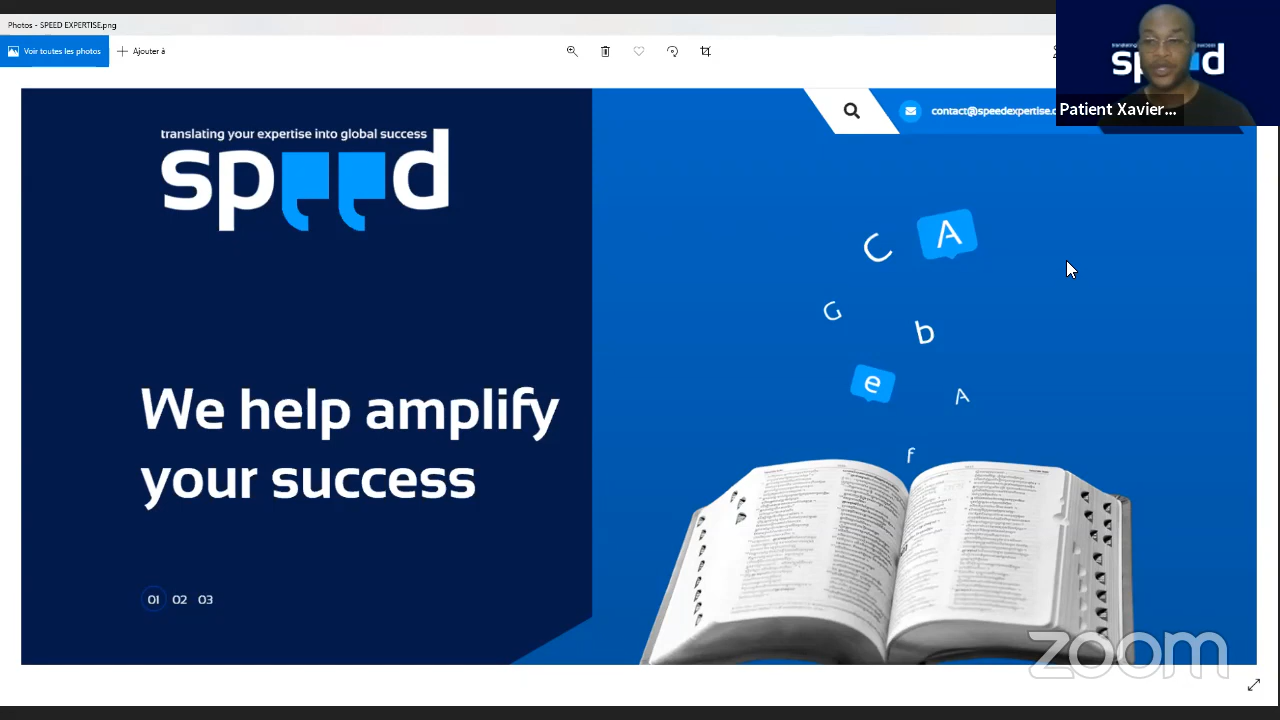 Photos - SPEED EXPERTISE.png
Voir toutes les photos
Ajouter à
translating your expertise into global success
speed
contact@speedexpertise.c
Patient Xavier...
C
A
G
b
e
A
f
We help amplify
your success
01 02 03
zoom